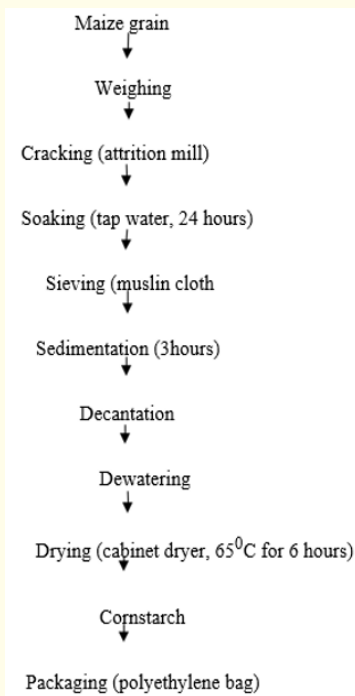 Maize grain
Weighing
Cracking (attrition mill)
Soaking (tap water, 24 hours)
Sieving (muslin cloth
Sedimentation (3hours)
Decantation
Dewatering
Drying (cabinet dryer, 65⁰C for 6 hours)
Cornstarch
Packaging (polyethylene bag)